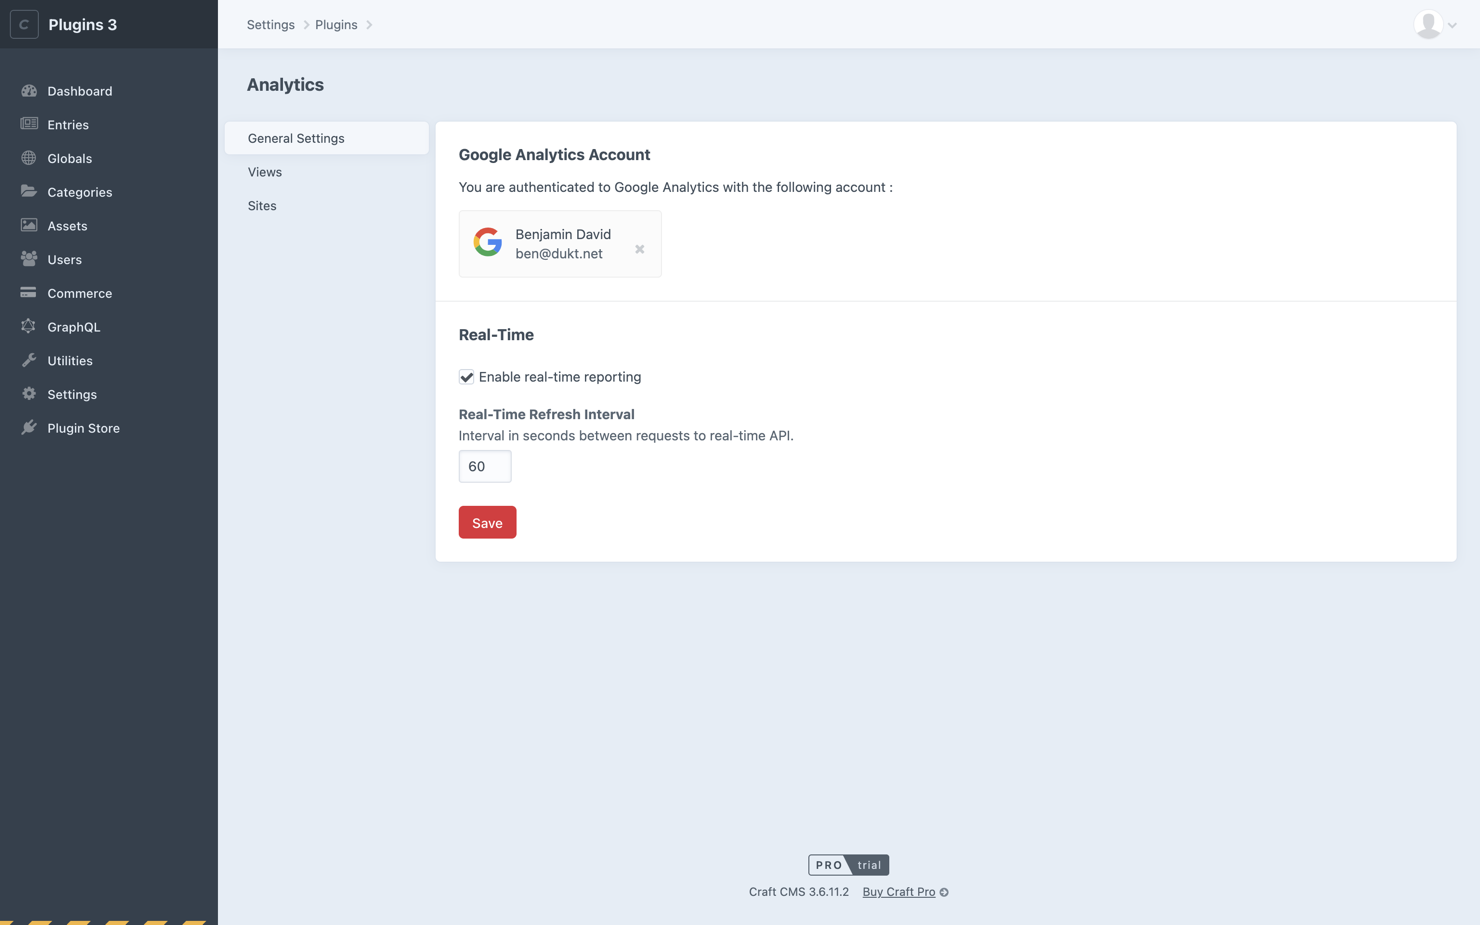 C
Plugins 3
Settings
Plugins
Dashboard
Entries
Globals
Categories
Assets
Users
Commerce
GraphQL
Utilities
Settings
Plugin Store
Analytics
General Settings
Views
Sites
Google Analytics Account
You are authenticated to Google Analytics with the following account :
Benjamin David
ben@dukt.net
Real-Time
Enable real-time reporting
Real-Time Refresh Interval
Interval in seconds between requests to real-time API.
60
Save
PRO trial
Craft CMS 3.6.11.2 Buy Craft Pro